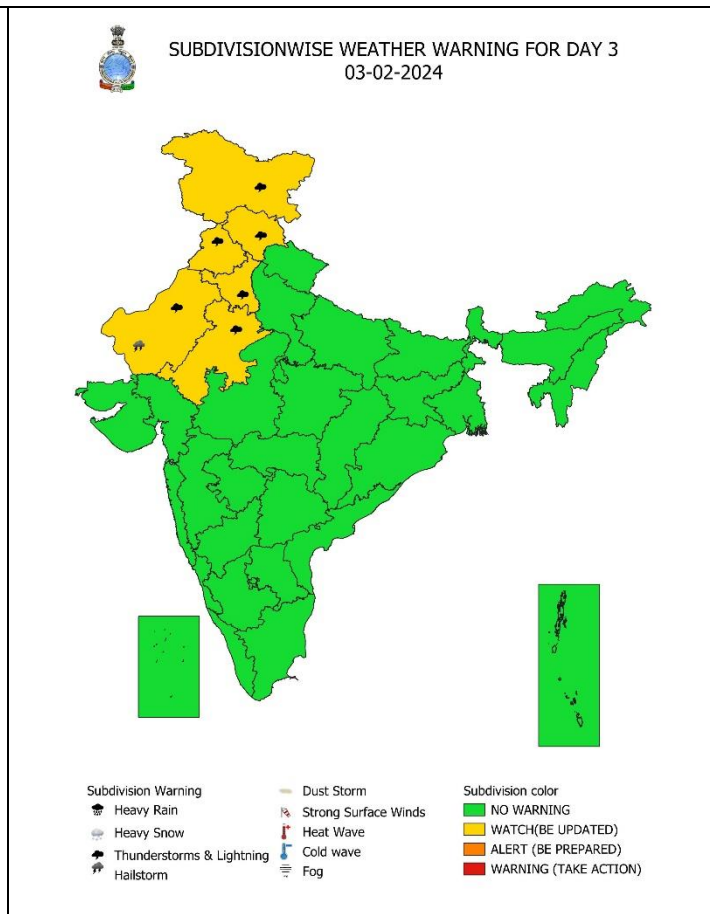 SUBDIVISIONWISE WEATHER WARNING FOR DAY 3
03-02-2024
Subdivision Warning
Heavy Rain
Heavy Snow
Thunderstorms & Lightning
Hailstorm
Dust Storm
Strong Surface Winds
Heat Wave
Cold wave
Fog
Subdivision color
NO WARNING
WATCH(BE UPDATED)
ALERT (BE PREPARED)
WARNING (TAKE ACTION)